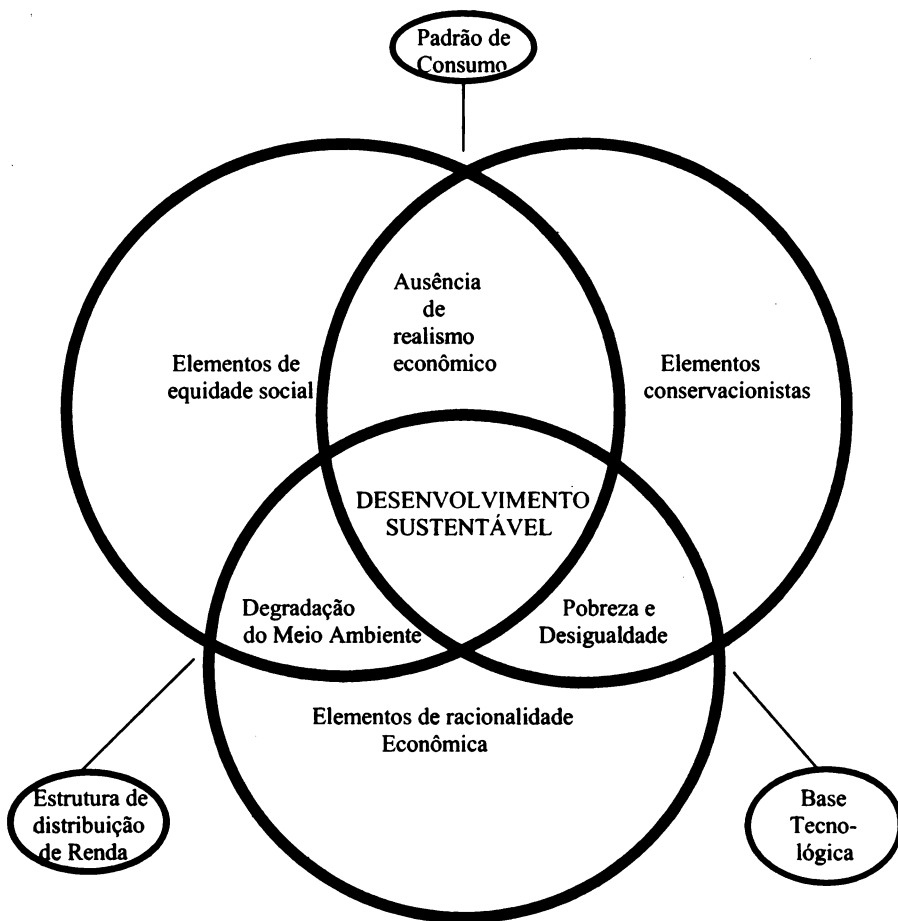 Padrão de
Consumo
Ausência
de
realismo
econômico
Elementos de
equidade social
Elementos
conservacionistas
DESENVOLVIMENTO
SUSTENTÁVEL
Degradação
do Meio Ambiente
Pobreza e
Desigualdade
Elementos de racionalidade
Econômica
Estrutura de
distribuição
de Renda
Base
Tecno-
lógica